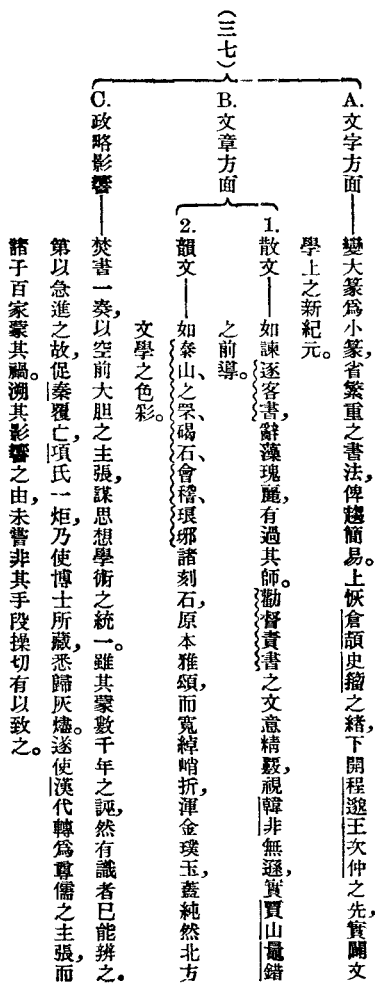 (三七)
A. 文字方面——變大篆爲小篆,省繁重之書法,俾趨簡易。上恢倉頡史籀之緒,下開程邈王次仲之先,實闢文
學上之新紀元。
B. 文章方面
1. 散文——如諫逐客書,辭藻瑰麗,有過其師。勸督責書之文意精覈,視韓非無遜,實賈山鼂錯
之前導。
2. 韻文——如泰山、之罘、碣石、會稽、琅邪諸刻石,原本雅頌,而寬綽峭折,渾金璞玉,蓋純然北方
文學之色彩。
C. 政略影響——焚書一奏,以空前大胆之主張,謀思想學術之統一。雖其蒙數千年之誣,然有識者已能辨之。
第以急進之故,促秦覆亡,項氏一炬,乃使博士所藏,悉歸灰燼。遂使漢代轉爲尊儒之主張,而
諸子百家蒙其禍。溯其影響之由,未嘗非其手段操切有以致之。